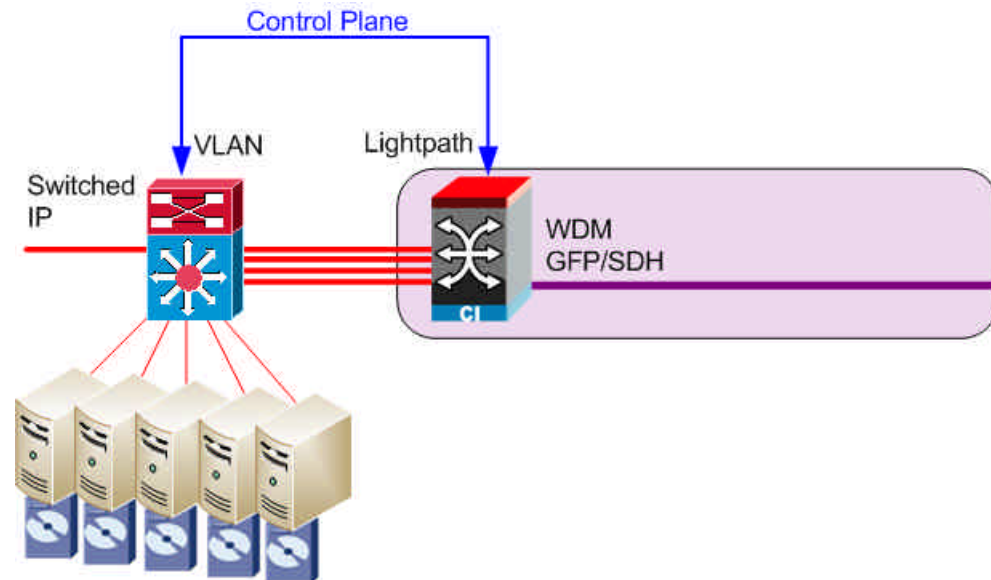 Control Plane
VLAN
Lightpath
Switched
IP
WDM
GFP/SDH
CI